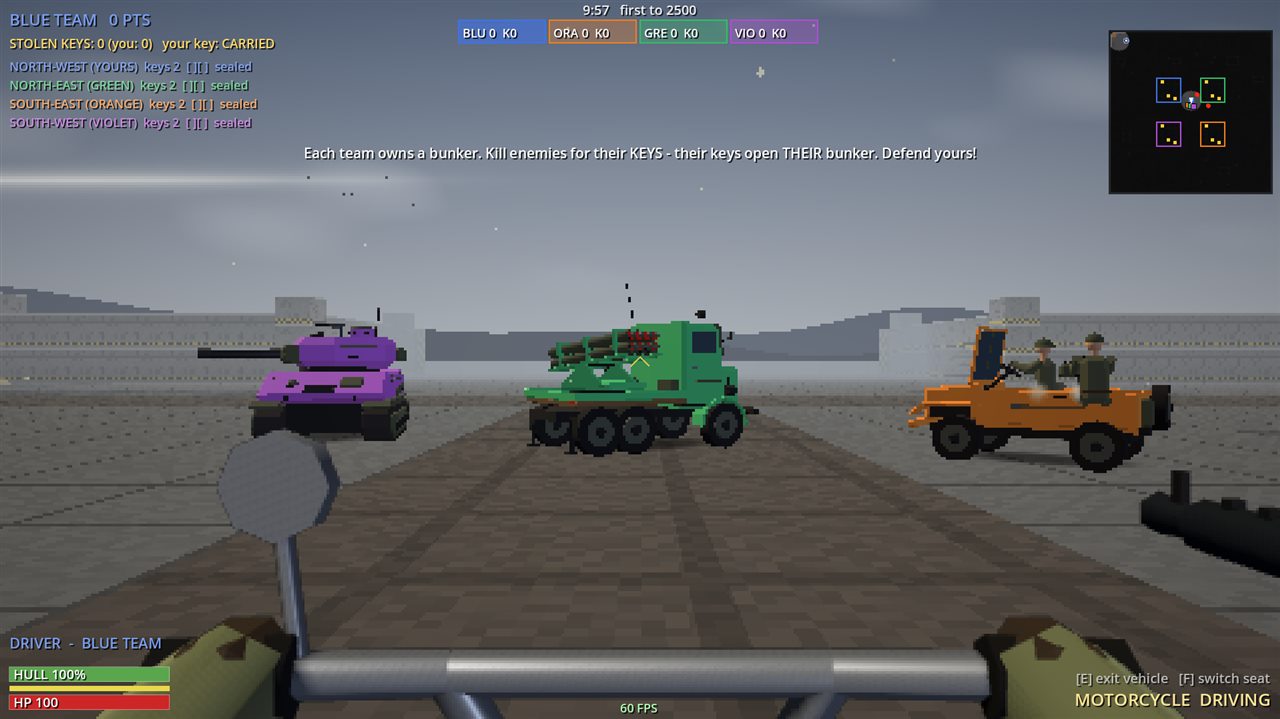 BLUE TEAM 0 PTS
STOLEN KEYS: 0 (you: 0) your key: CARRIED
NORTH-WEST (YOURS) keys 2 [ ][ ] sealed
NORTH-EAST (GREEN) keys 2 [ ][ ] sealed
SOUTH-EAST (ORANGE) keys 2 [ ][ ] sealed
SOUTH-WEST (VIOLET) keys 2 [ ][ ] sealed
9:57 first to 2500
BLU 0 K0 ORA 0 K0 GRE 0 K0 VIO 0 K0
Each team owns a bunker. Kill enemies for their KEYS - their keys open THEIR bunker. Defend yours!
DRIVER - BLUE TEAM
HULL 100%
HP 100
60 FPS
[E] exit vehicle [F] switch seat
MOTORCYCLE DRIVING